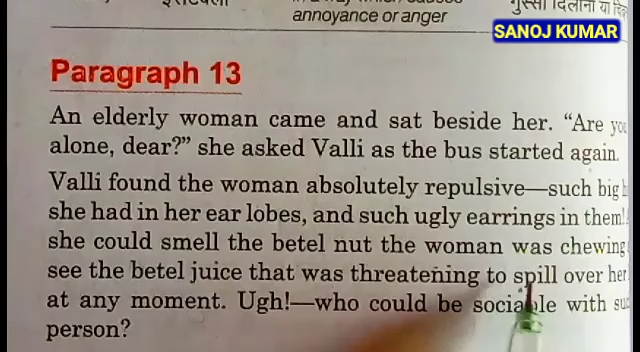 annoyance or anger
SANOJ KUMAR
Paragraph 13
An elderly woman came and sat beside her. “Are you
alone, dear?” she asked Valli as the bus started again.
Valli found the woman absolutely repulsive—such big
she had in her ear lobes, and such ugly earrings in them!
she could smell the betel nut the woman was chewing
see the betel juice that was threatening to spill over her
at any moment. Ugh!—who could be sociable with
person?